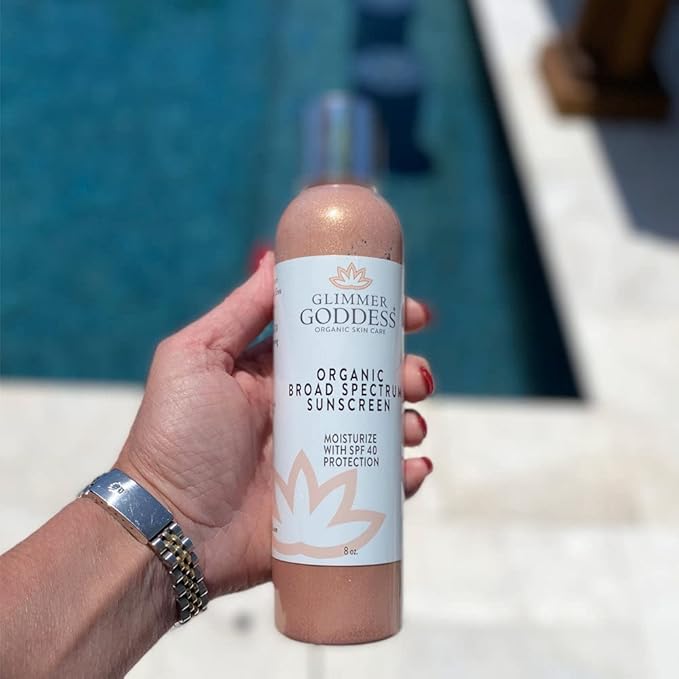 GLIMMER
GODDESS®
ORGANIC SKIN CARE
ORGANIC
BROAD SPECTRUM
SUNSCREEN
MOISTURIZE
WITH SPF 40
PROTECTION
8 oz.